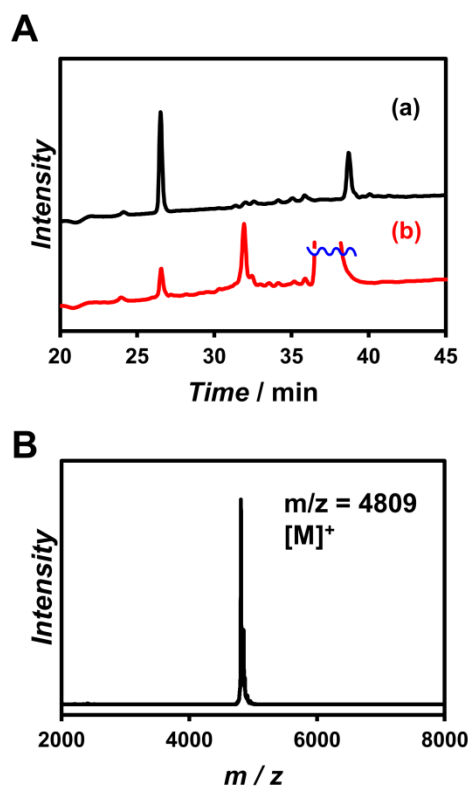 A
Intensity
(a)
(b)
20 25 30 35 40 45
Time / min
B
Intensity
m/z = 4809
[M]⁺
2000 4000 6000 8000
m / z